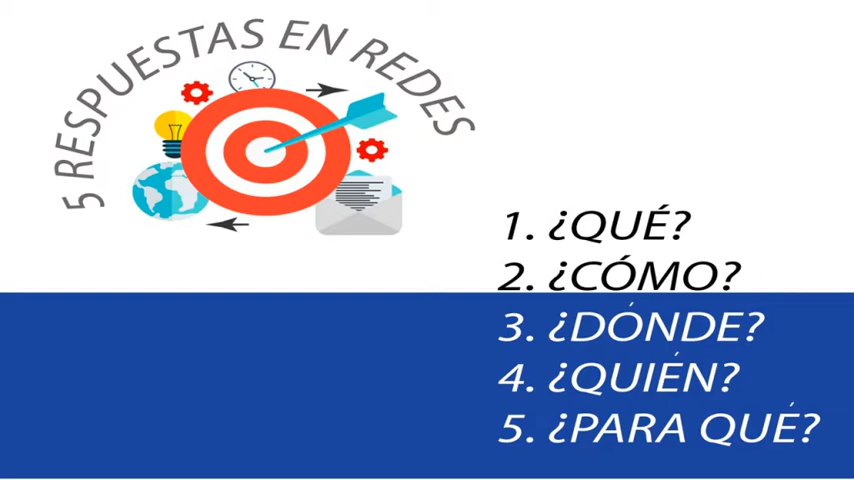 5 RESPUESTAS EN REDES
1. ¿QUÉ?
2. ¿CÓMO?
3. ¿DÓNDE?
4. ¿QUIÉN?
5. ¿PARA QUÉ?